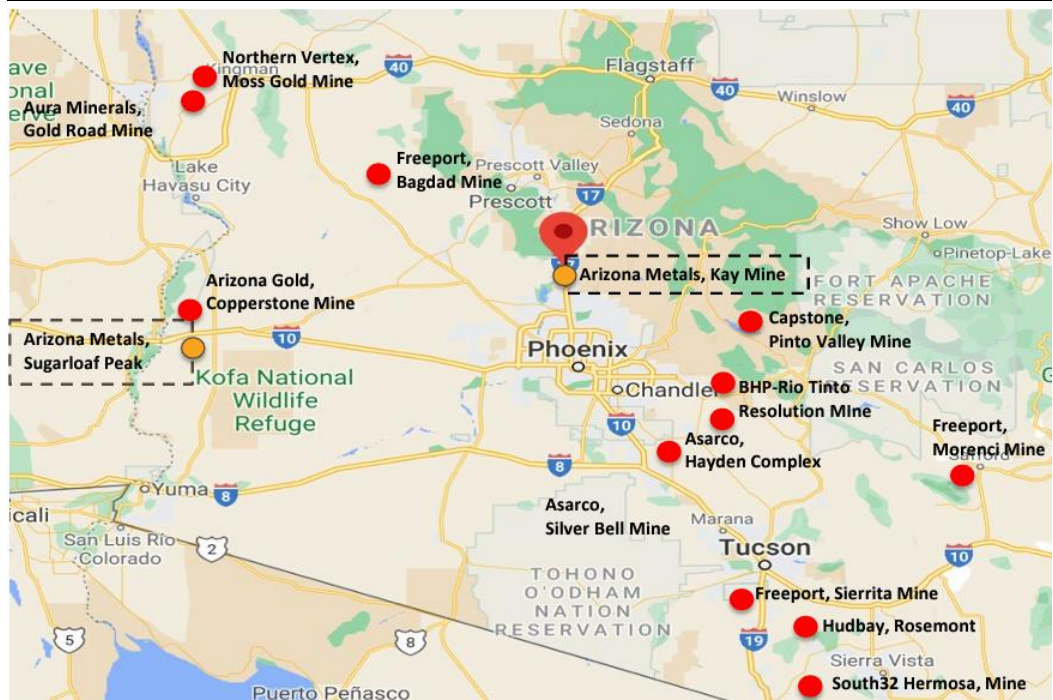 Northern Vertex,
Moss Gold Mine
Kingman
40
Flagstaff
Aura Minerals,
Gold Road Mine
40
Winslow
40
Sedona
Lake
Havasu City
Freeport,
Bagdad Mine
Prescott Valley
Prescott
17
RIZONA
Show Low
Pinetop-Lake
Arizona Metals, Kay Mine
FORT APACHE
RESERVATION
Arizona Gold,
Copperstone Mine
Capstone,
Pinto Valley Mine
Arizona Metals,
Sugarloaf Peak
10
Phoenix
SAN CARLOS
RESERVATION
Kofa National
Wildlife
Refuge
Chandler
BHP-Rio Tinto
Resolution MIne
10
Freeport,
Morenci Mine
Safford
Asarco,
Hayden Complex
8
Yuma
8
Asarco,
Silver Bell Mine
Marana
icali
San Luis Río
Colorado
2
Tucson
10
TOHONO
O'ODHAM
NATION
RESERVATION
Freeport, Sierrita Mine
Hudbay, Rosemont
5
8
19
Sierra Vista
South32 Hermosa, Mine
Puerto Peñasco